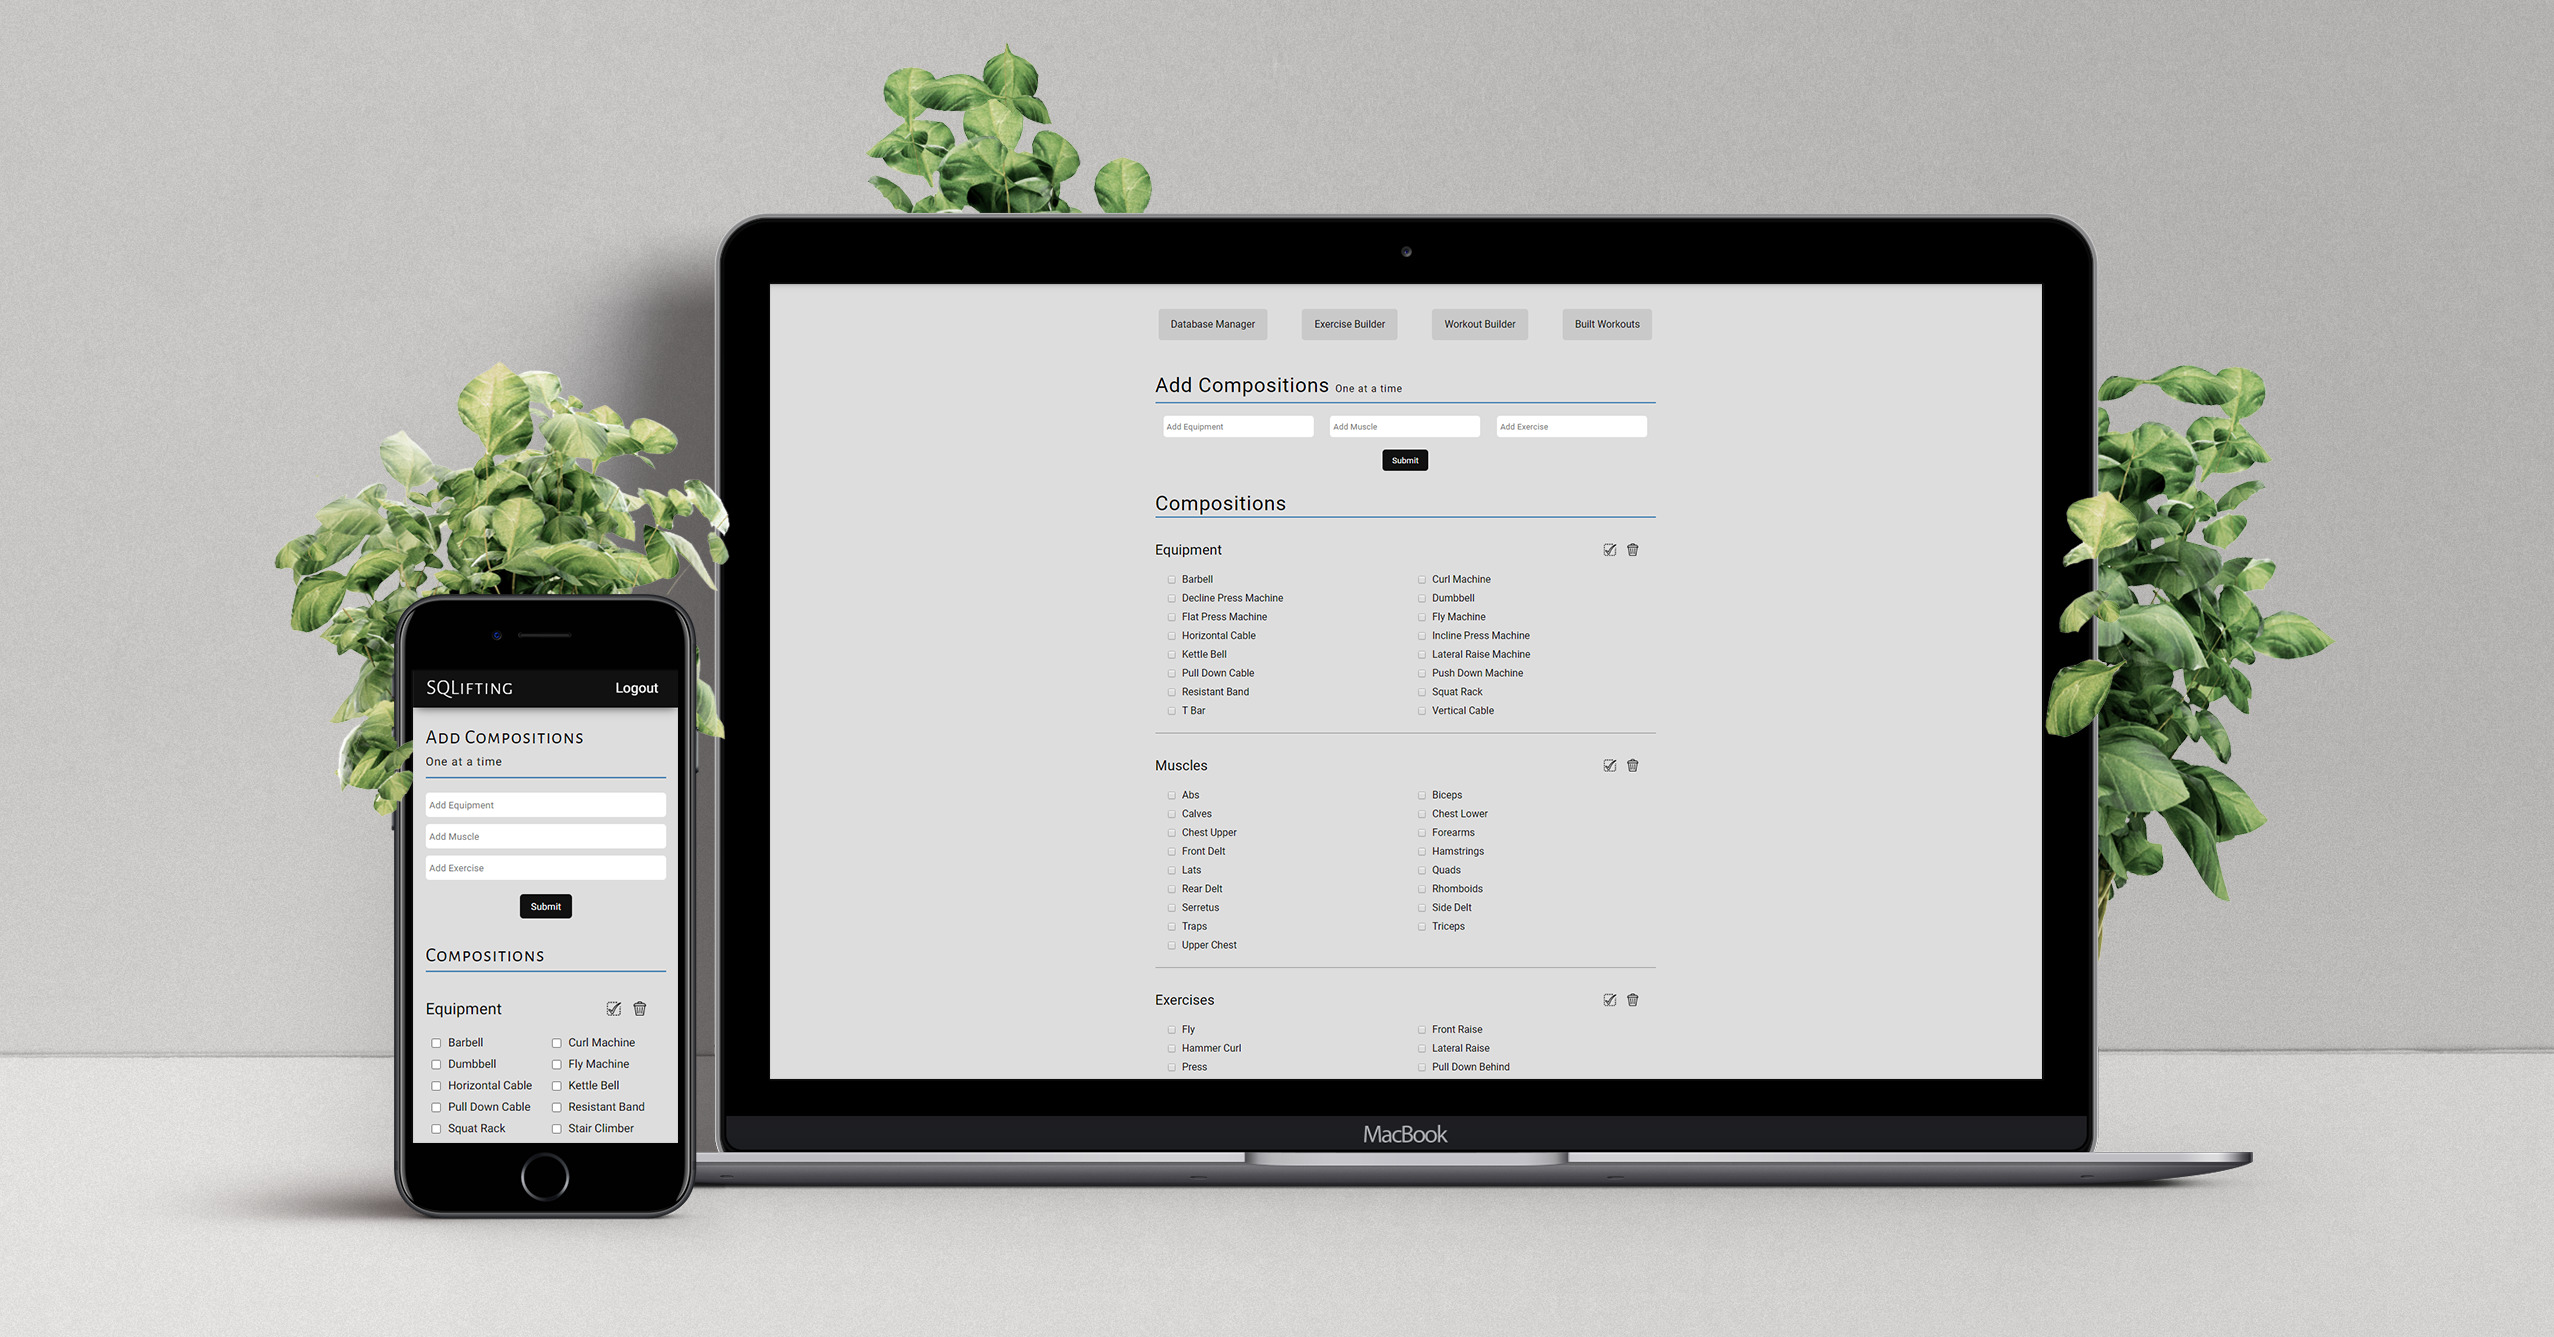 SQLifting Logout
Add Compositions
One at a time
Add Equipment
Add Muscle
Add Exercise
Submit
Compositions
Equipment
Barbell Curl Machine
Dumbbell Fly Machine
Horizontal Cable Kettle Bell
Pull Down Cable Resistant Band
Squat Rack Stair Climber
Database Manager Exercise Builder Workout Builder Built Workouts
Add Compositions One at a time
Add Equipment Add Muscle Add Exercise
Submit
Compositions
Equipment
Barbell Curl Machine
Decline Press Machine Dumbbell
Flat Press Machine Fly Machine
Horizontal Cable Incline Press Machine
Kettle Bell Lateral Raise Machine
Pull Down Cable Push Down Machine
Resistant Band Squat Rack
T Bar Vertical Cable
Muscles
Abs Biceps
Calves Chest Lower
Chest Upper Forearms
Front Delt Hamstrings
Lats Quads
Rear Delt Rhomboids
Serretus Side Delt
Traps Triceps
Upper Chest
Exercises
Fly Front Raise
Hammer Curl Lateral Raise
Press Pull Down Behind
MacBook